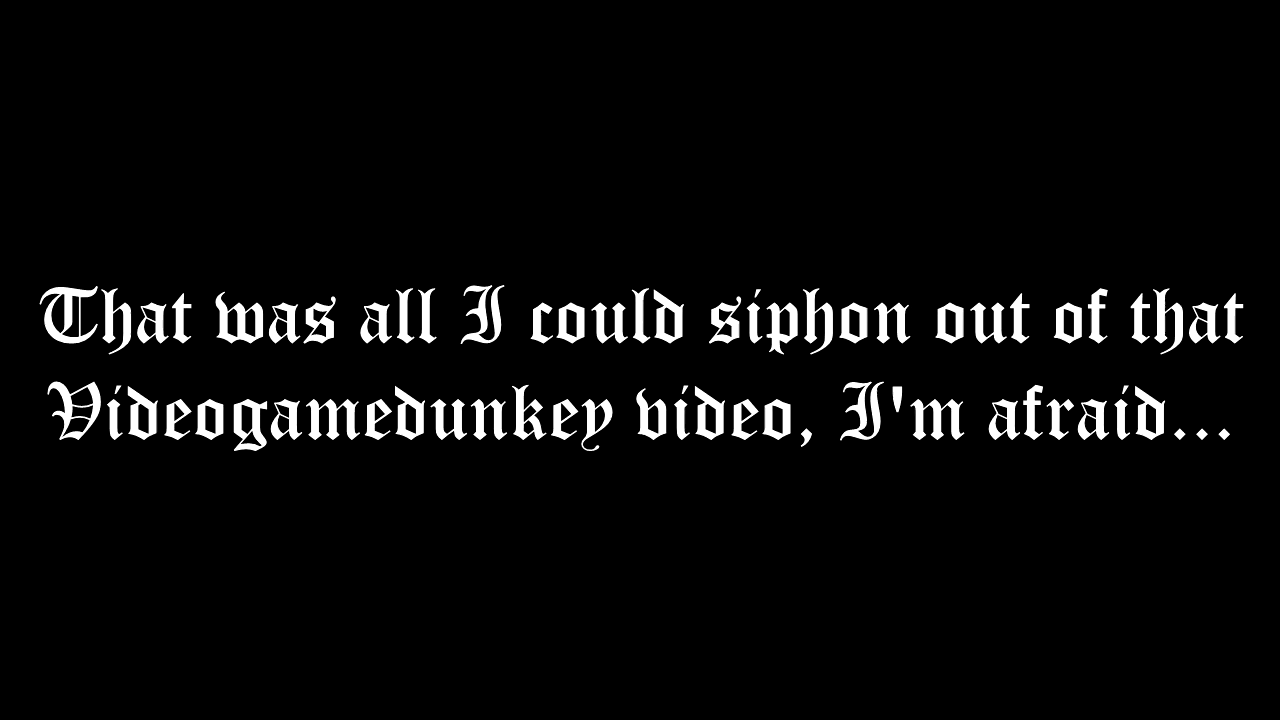 That was all I could siphon out of that
Videogamedunkey video, I'm afraid...